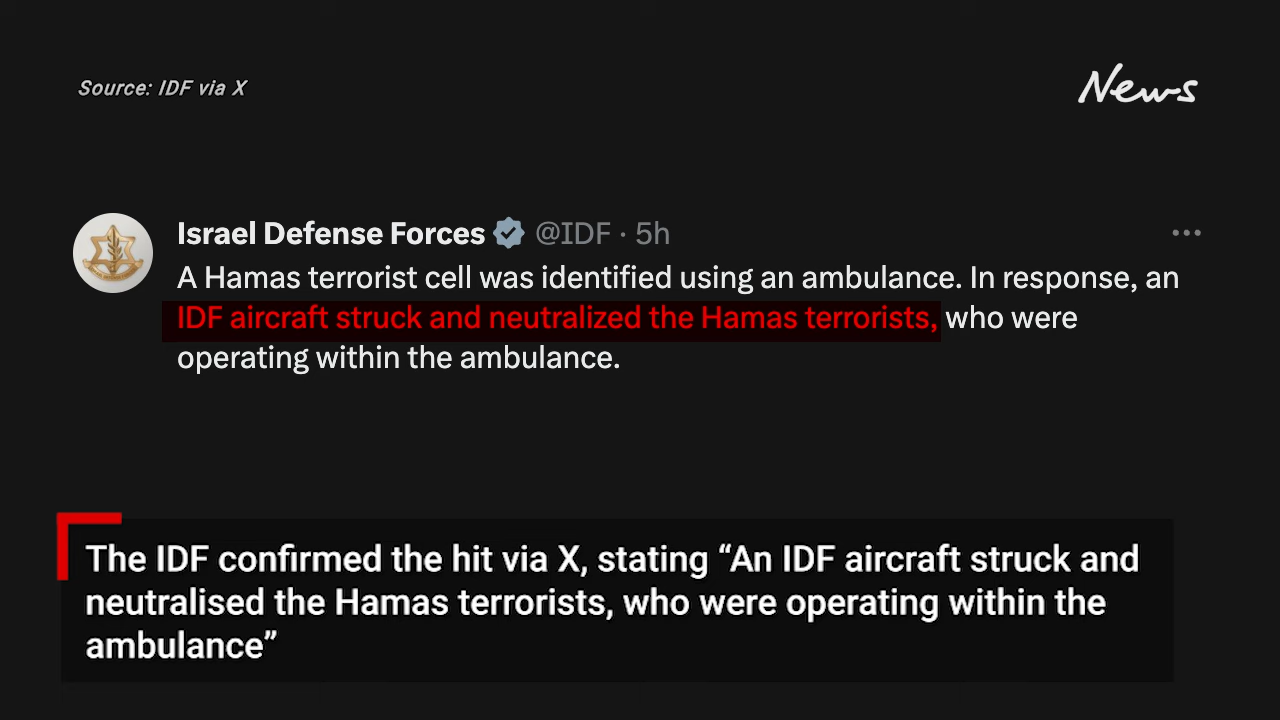 Source: IDF via X
News
Israel Defense Forces @IDF · 5h
A Hamas terrorist cell was identified using an ambulance. In response, an
IDF aircraft struck and neutralized the Hamas terrorists, who were
operating within the ambulance.
The IDF confirmed the hit via X, stating “An IDF aircraft struck and
neutralised the Hamas terrorists, who were operating within the
ambulance”